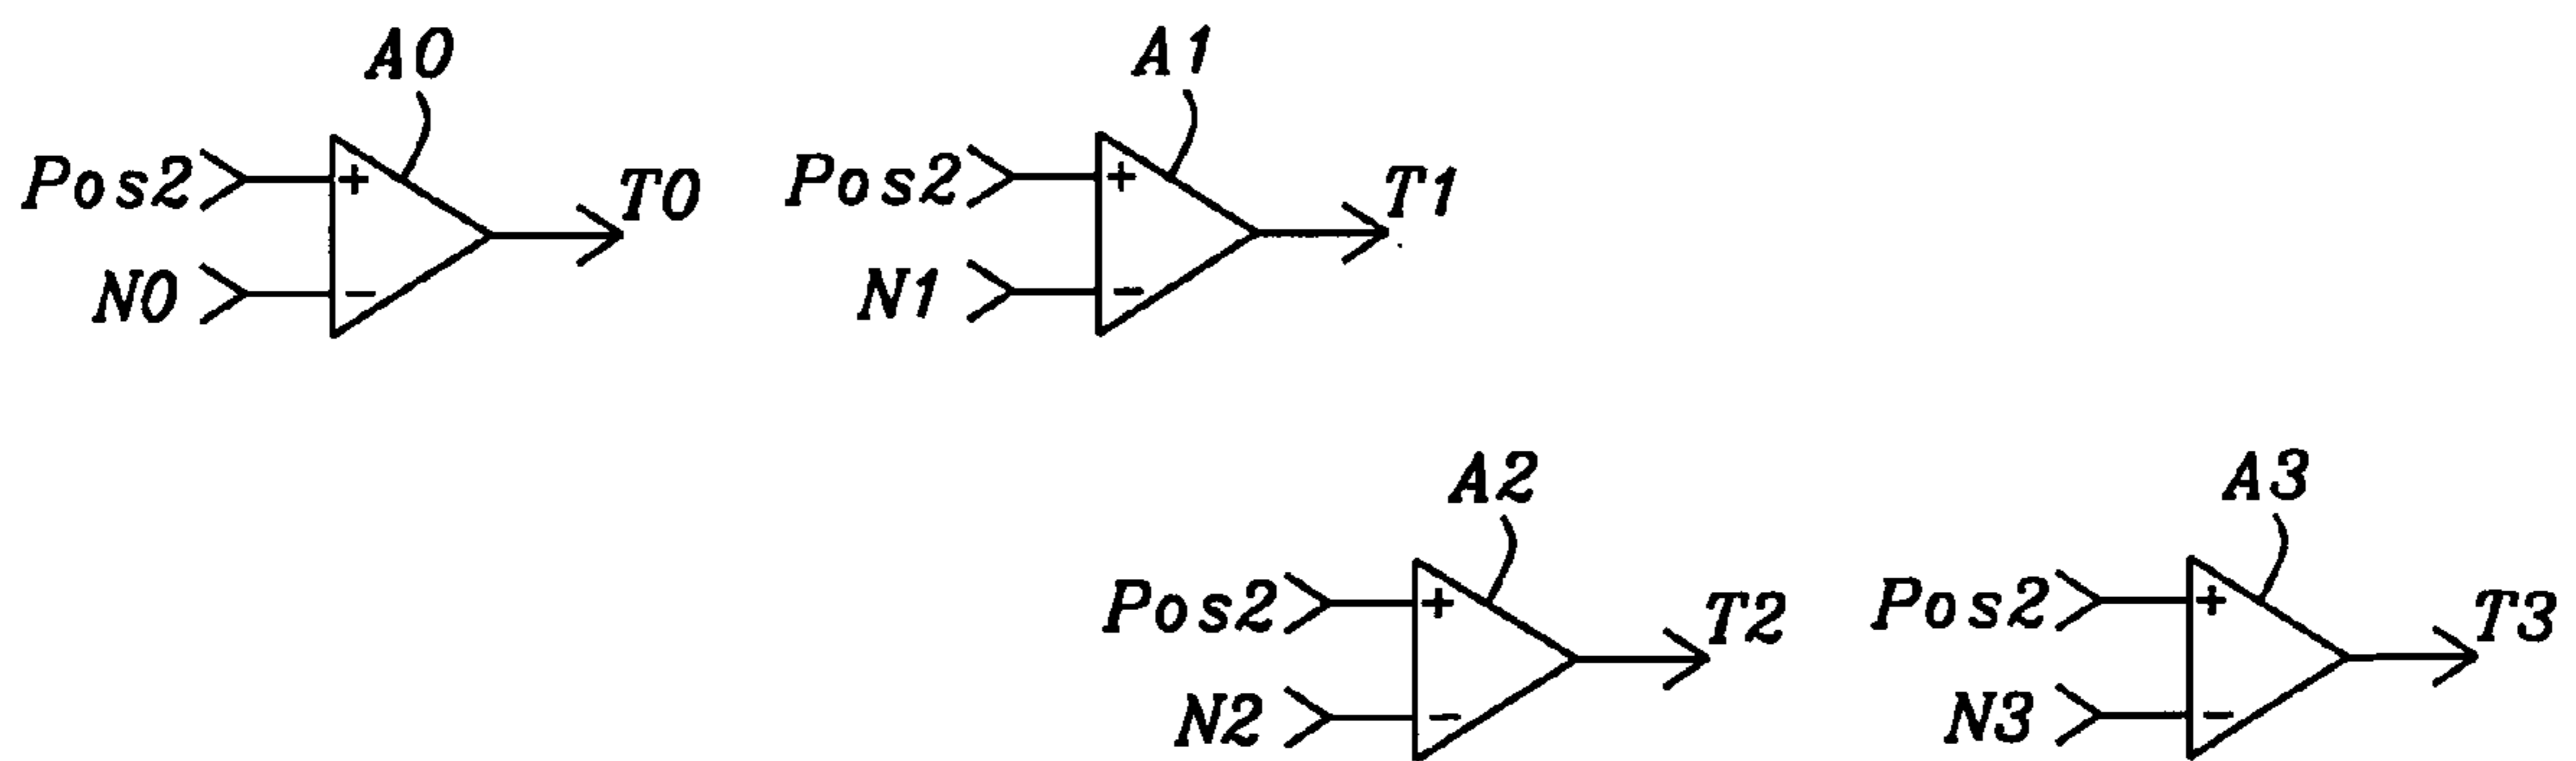 A0
Pos2
+
T0
N0
-
A1
Pos2
+
T1
N1
-
A2
Pos2
+
T2
N2
-
A3
Pos2
+
T3
N3
-